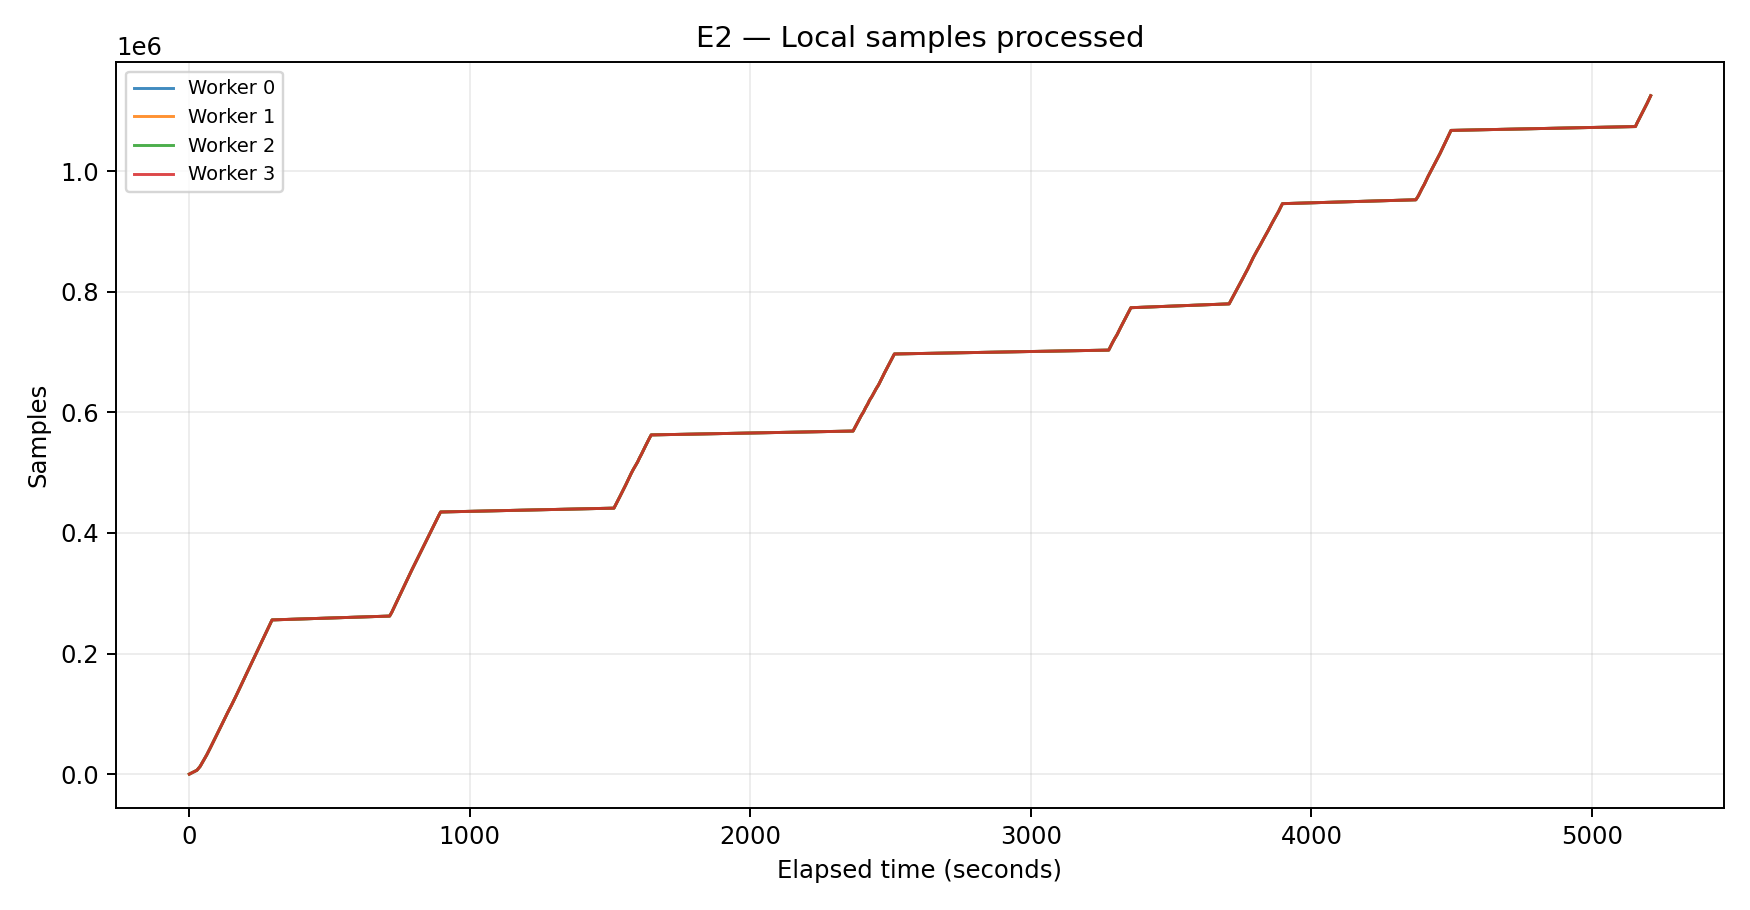 E2 — Local samples processed
1e6
Worker 0
Worker 1
Worker 2
Worker 3
1.0
0.8
0.6
0.4
0.2
0.0
Samples
0 1000 2000 3000 4000 5000
Elapsed time (seconds)